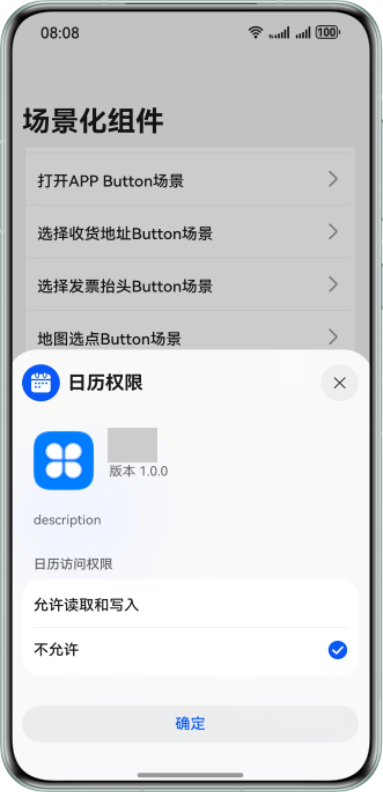 08:08
100
场景化组件
打开APP Button场景
选择收货地址Button场景
选择发票抬头Button场景
地图选点Button场景
日历权限
版本 1.0.0
description
日历访问权限
允许读取和写入
不允许
确定